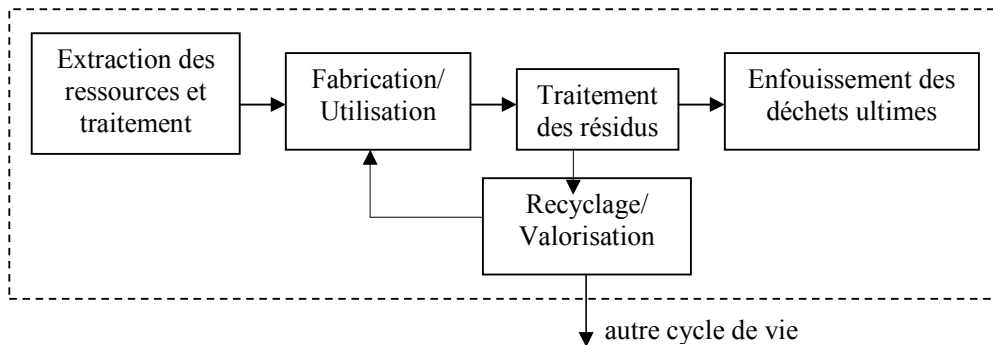 Extraction des
ressources et
traitement
Fabrication/
Utilisation
Traitement
des résidus
Enfouissement des
déchets ultimes
Recyclage/
Valorisation
autre cycle de vie